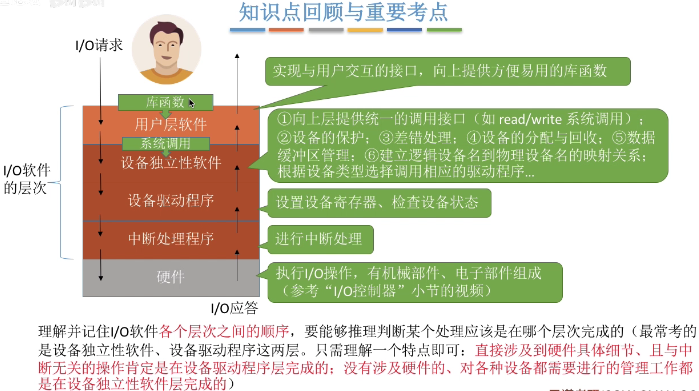 知识点回顾与重要考点
I/O请求
实现与用户交互的接口，向上提供方便易用的库函数
库函数
用户层软件
系统调用
①向上层提供统一的调用接口（如 read/write 系统调用）；
②设备的保护；③差错处理；④设备的分配与回收；⑤数据
缓冲区管理；⑥建立逻辑设备名到物理设备名的映射关系；
根据设备类型选择调用相应的驱动程序...
I/O软件
的层次
设备独立性软件
设备驱动程序
设置设备寄存器、检查设备状态
中断处理程序
进行中断处理
硬件
执行I/O操作，有机械部件、电子部件组成
（参考“I/O控制器”小节的视频）
I/O应答
理解并记住I/O软件各个层次之间的顺序，要能够推理判断某个处理应该是在哪个层次完成的（最常考的
是设备独立性软件、设备驱动程序这两层。只需理解一个特点即可：直接涉及到硬件具体细节、且与中
断无关的操作肯定是在设备驱动程序层完成的；没有涉及硬件的、对各种设备都需要进行的管理工作都
是在设备独立性软件层完成的）